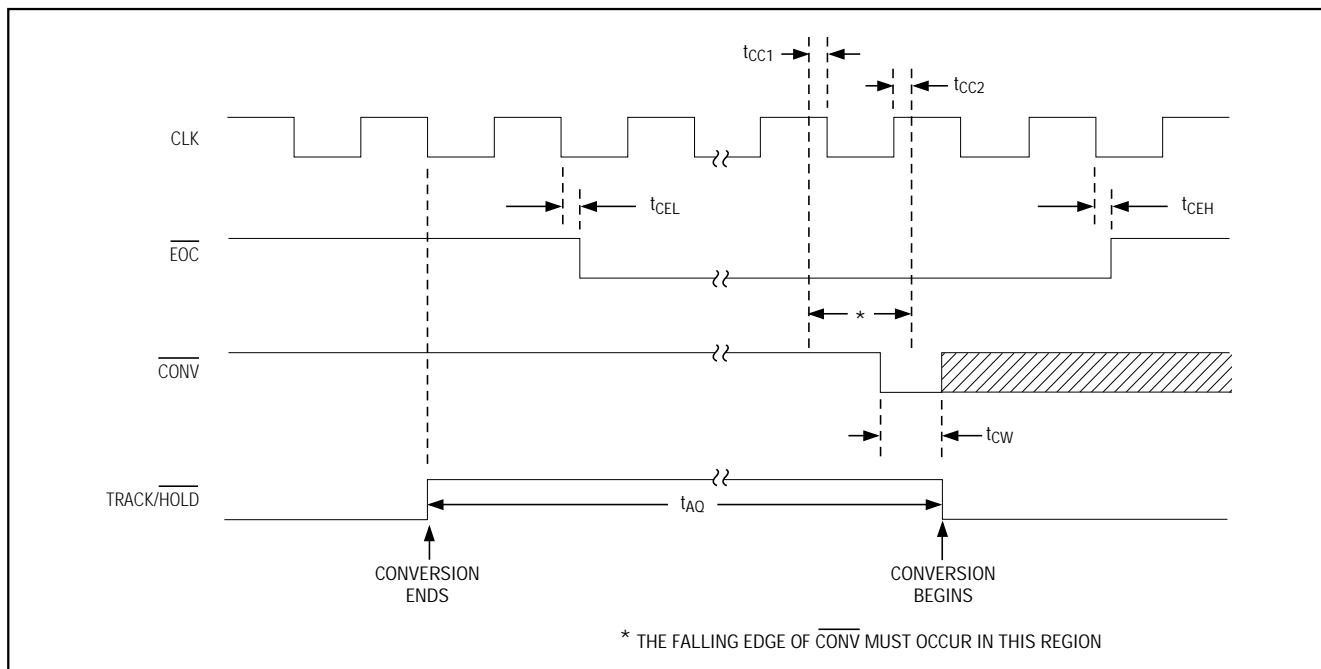 tCC1
tCC2
CLK
tCEL
tCEH
EOC
*
CONV
tCW
TRACK/HOLD
tAQ
CONVERSION
ENDS
CONVERSION
BEGINS
* THE FALLING EDGE OF CONV MUST OCCUR IN THIS REGION